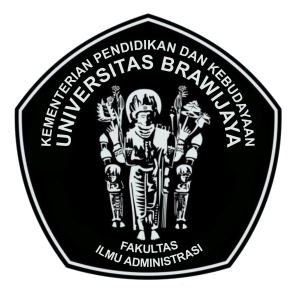 KEMENTERIAN PENDIDIKAN DAN KEBUDAYAAN
UNIVERSITAS BRAWIJAYA
FAKULTAS
ILMU ADMINISTRASI